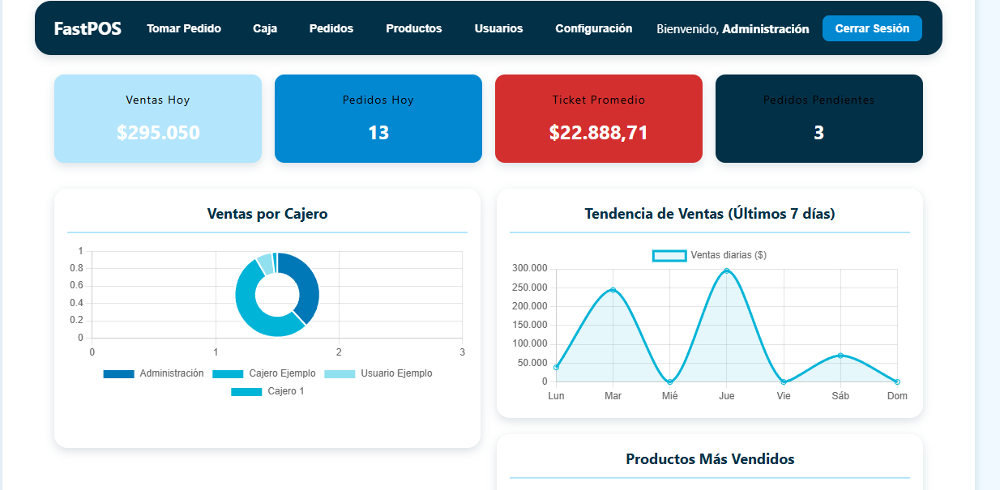 FastPOS Tomar Pedido Caja Pedidos Productos Usuarios Configuración Bienvenido, Administración Cerrar Sesión
Ventas Hoy
$295.050
Pedidos Hoy
13
Ticket Promedio
$22.888,71
Pedidos Pendientes
3
Ventas por Cajero
1
0.8
0.6
0.4
0.2
0
0 1 2 3
Administración Cajero Ejemplo Usuario Ejemplo
Cajero 1
Tendencia de Ventas (Últimos 7 días)
Ventas diarias ($)
300.000
250.000
200.000
150.000
100.000
50.000
0
Lun Mar Mié Jue Vie Sáb Dom
Productos Más Vendidos